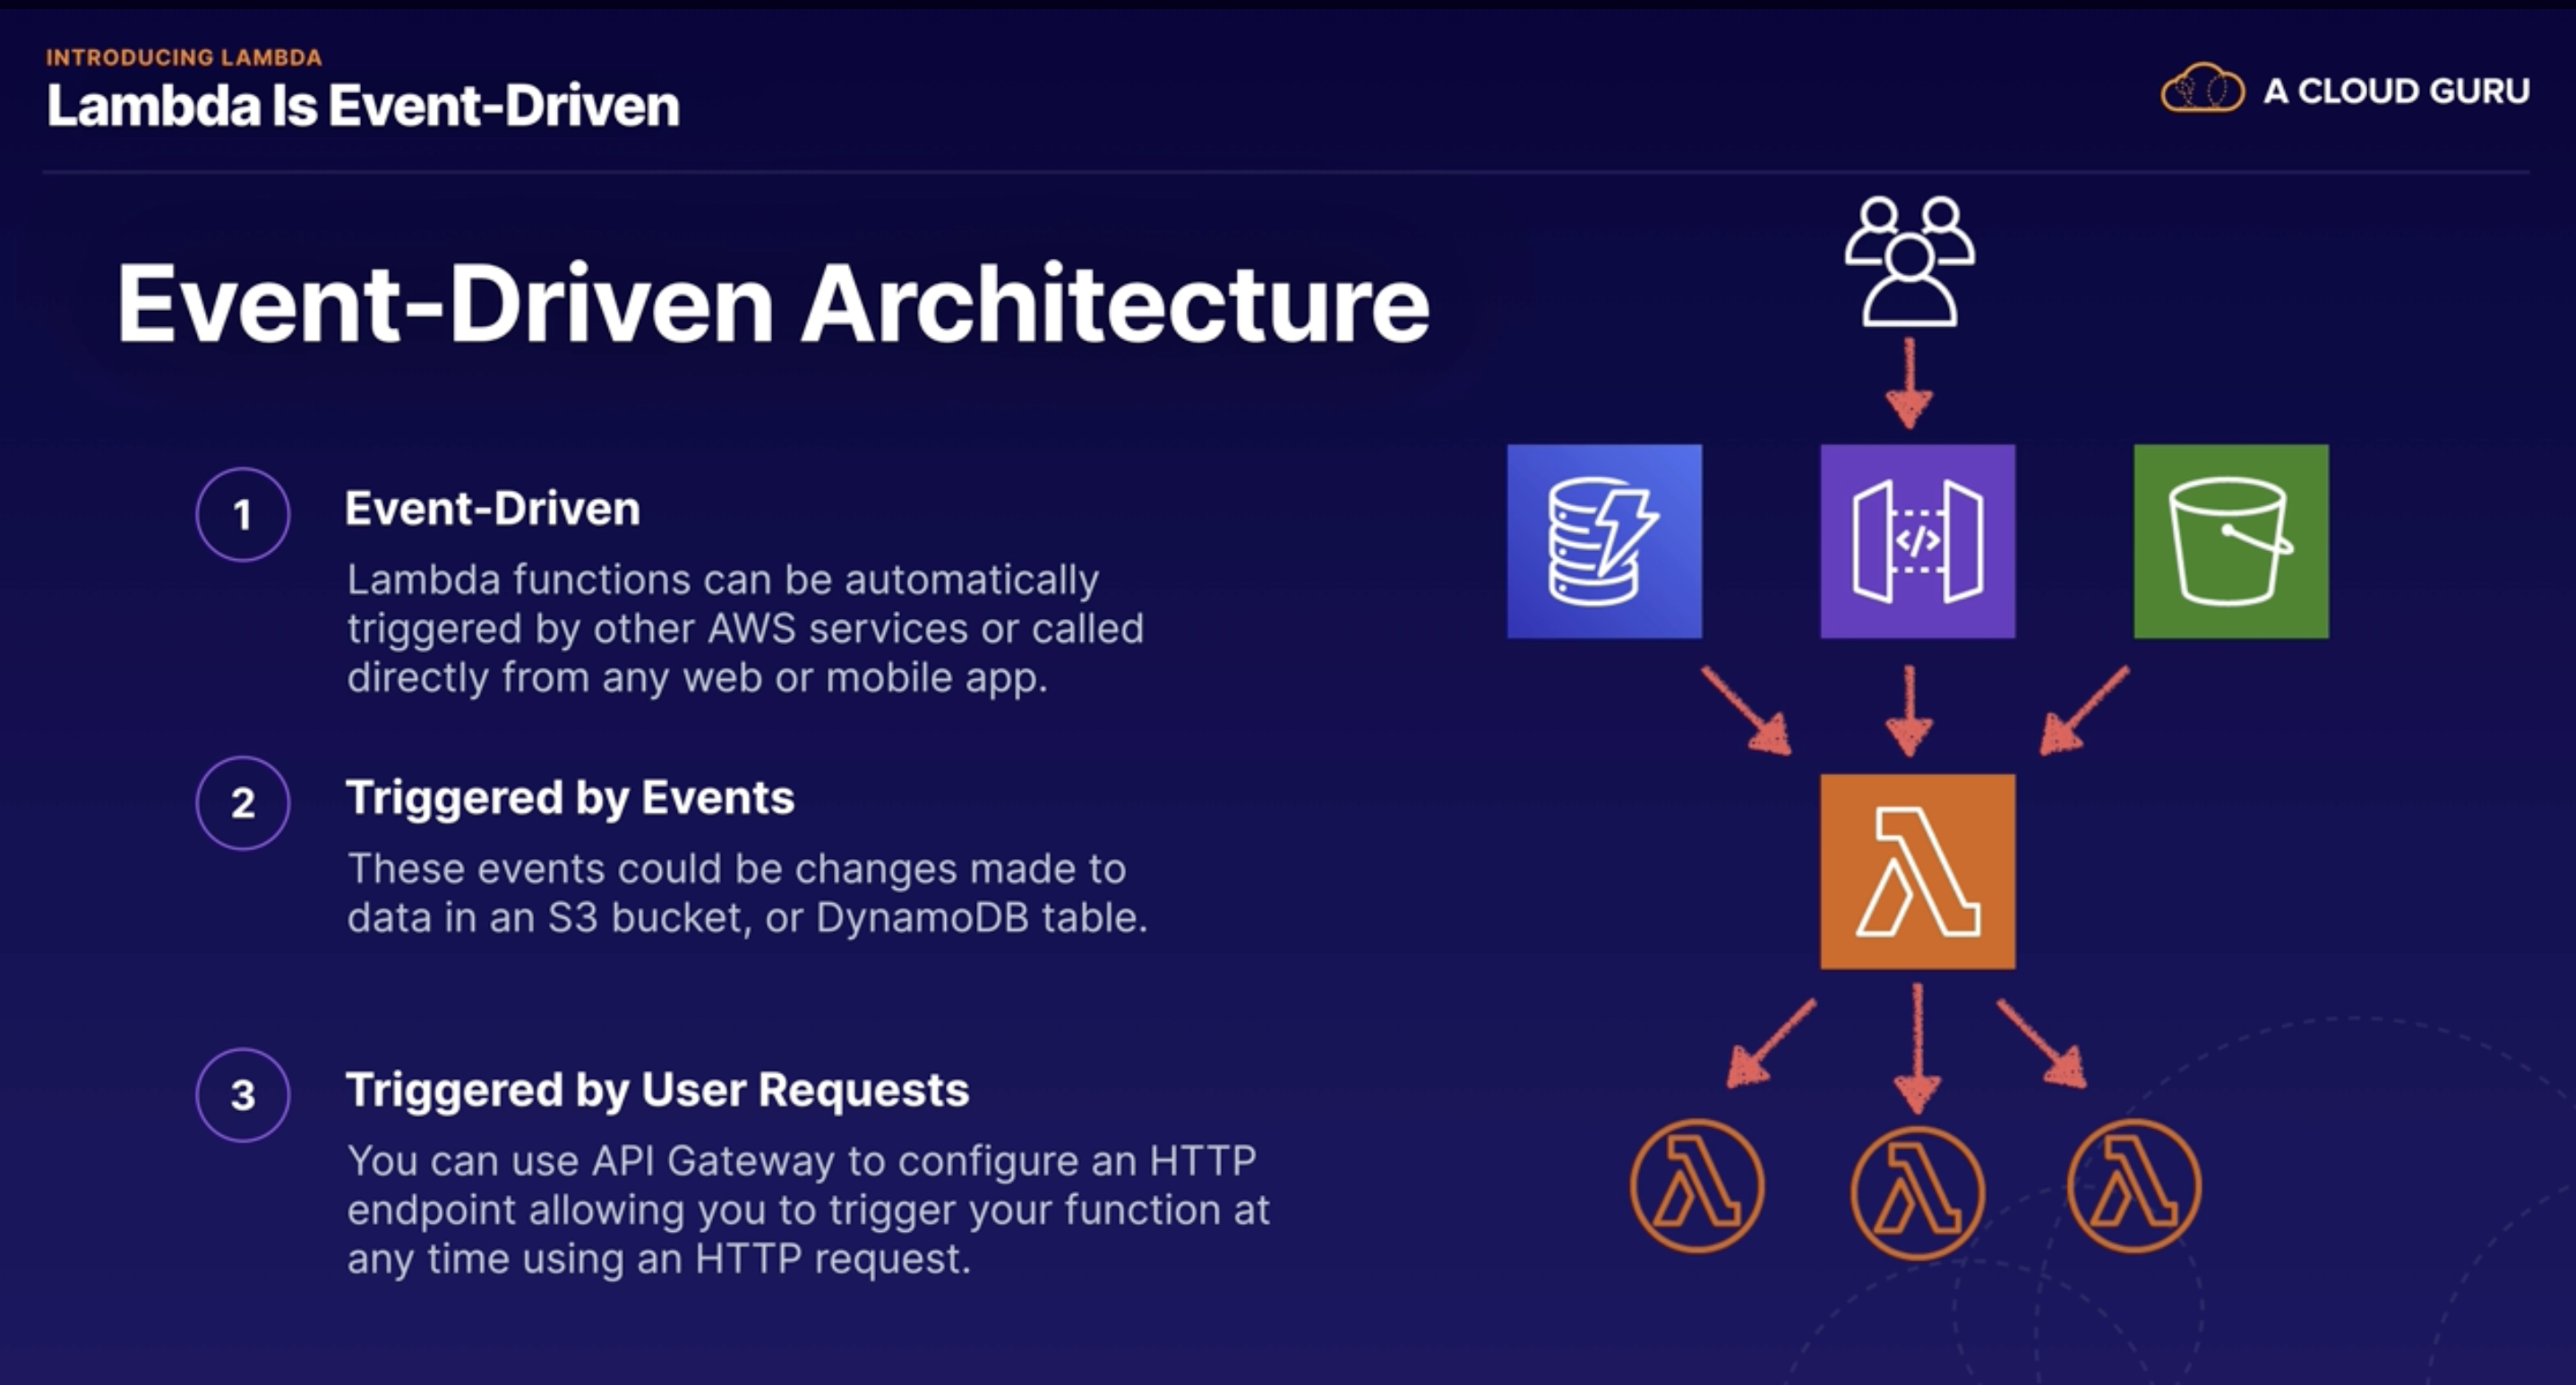 INTRODUCING LAMBDA
Lambda Is Event-Driven
A CLOUD GURU
Event-Driven Architecture
1
Event-Driven
Lambda functions can be automatically
triggered by other AWS services or called
directly from any web or mobile app.
2
Triggered by Events
These events could be changes made to
data in an S3 bucket, or DynamoDB table.
3
Triggered by User Requests
You can use API Gateway to configure an HTTP
endpoint allowing you to trigger your function at
any time using an HTTP request.